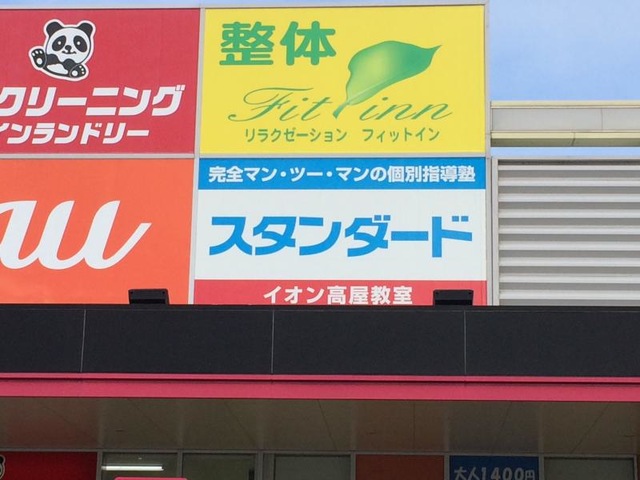 クリーニング
インランドリー
整体
Fit inn
リラクゼーション フィットイン
au
完全マン・ツー・マンの個別指導塾
スタンダード
イオン高屋教室
大人1400円